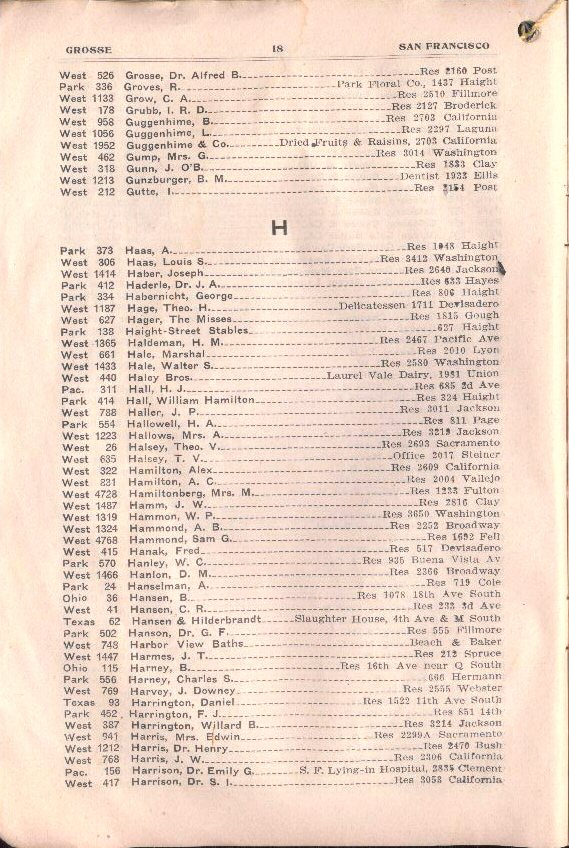 GROSSE 18 SAN FRANCISCO
West 526 Grosse, Dr. Alfred B. Res 2160 Post
Park 336 Groves, R. Park Floral Co., 1437 Haight
West 1133 Grow, C. A. Res 2510 Fillmore
West 178 Grubb, I. R. D. Res 2127 Broderick
West 958 Guggenhime, B. Res 2703 California
West 1056 Guggenhime, L. Res 2297 Laguna
West 1952 Guggenhime & Co. Dried Fruits & Raisins, 2703 California
West 462 Gump, Mrs. G. Res 3014 Washington
West 318 Gunn, J. O'B. Res 1833 Clay
West 1213 Gunzburger, B. M. Dentist 1933 Ellis
West 212 Gutte, I. Res 2154 Post
H
Park 373 Haas, A. Res 1948 Haight
West 306 Haas, Louis S. Res 3412 Washington
West 1414 Haber, Joseph Res 2640 Jackson
Park 412 Haderle, Dr. J. A. Res 633 Hayes
Park 334 Habernicht, George Res 806 Haight
West 1187 Hage, Theo. H. Delicatessen 1711 Devisadero
West 627 Hager, The Misses Res 1815 Gough
Park 138 Haight-Street Stables 637 Haight
West 1365 Haldeman, H. M. Res 2467 Pacific Ave
West 661 Hale, Marshal Res 2010 Lyon
West 1433 Hale, Walter S. Res 2580 Washington
West 440 Haley Bros. Laurel Vale Dairy, 1981 Union
Pac. 311 Hall, H. J. Res 685 2d Ave
Park 414 Hall, William Hamilton Res 324 Haight
West 788 Haller, J. P. Res 3011 Jackson
Park 554 Hallowell, H. A. Res 811 Page
West 1223 Hallows, Mrs. A. Res 3219 Jackson
West 26 Halsey, Theo. V. Res 2693 Sacramento
West 635 Halsey, T. V. Office 2017 Steiner
West 322 Hamilton, Alex Res 2609 California
West 831 Hamilton, A. C. Res 2004 Vallejo
West 4728 Hamiltonberg, Mrs. M. Res 1233 Fulton
West 1487 Hamm, J. W. Res 2816 Clay
West 1319 Hammon, W. P. Res 3650 Washington
West 1324 Hammond, A. B. Res 2252 Broadway
West 4768 Hammond, Sam G. Res 1692 Fell
West 415 Hanak, Fred Res 517 Devisadero
Park 570 Hanley, W. C. Res 935 Buena Vista Av
West 1466 Hanlon, D. M. Res 2366 Broadway
Park 24 Hanselman, A. Res 719 Cole
Ohio 36 Hansen, B. Res 1078 18th Ave South
West 41 Hansen, C. R. Res 233 3d Ave
Texas 62 Hansen & Hilderbrandt Slaughter House, 4th Ave & M South
Park 502 Hanson, Dr. G. F. Res 555 Fillmore
West 748 Harbor View Baths Beach & Baker
West 1447 Harmes, J. T. Res 212 Spruce
Ohio 115 Harney, B. Res 16th Ave near Q South
Park 556 Harney, Charles S. 666 Hermann
West 769 Harvey, J. Downey Res 2555 Webster
Texas 93 Harrington, Daniel Res 1522 11th Ave South
Park 452 Harrington, F. J. Res 851 14th
West 387 Harrington, Willard B. Res 3214 Jackson
West 941 Harris, Mrs. Edwin Res 2299A Sacramento
West 1212 Harris, Dr. Henry Res 2470 Bush
West 768 Harris, J. W. Res 2306 California
Pac. 156 Harrison, Dr. Emily G. S. F. Lying-in Hospital, 2835 Clement
West 417 Harrison, Dr. S. I. Res 3053 California